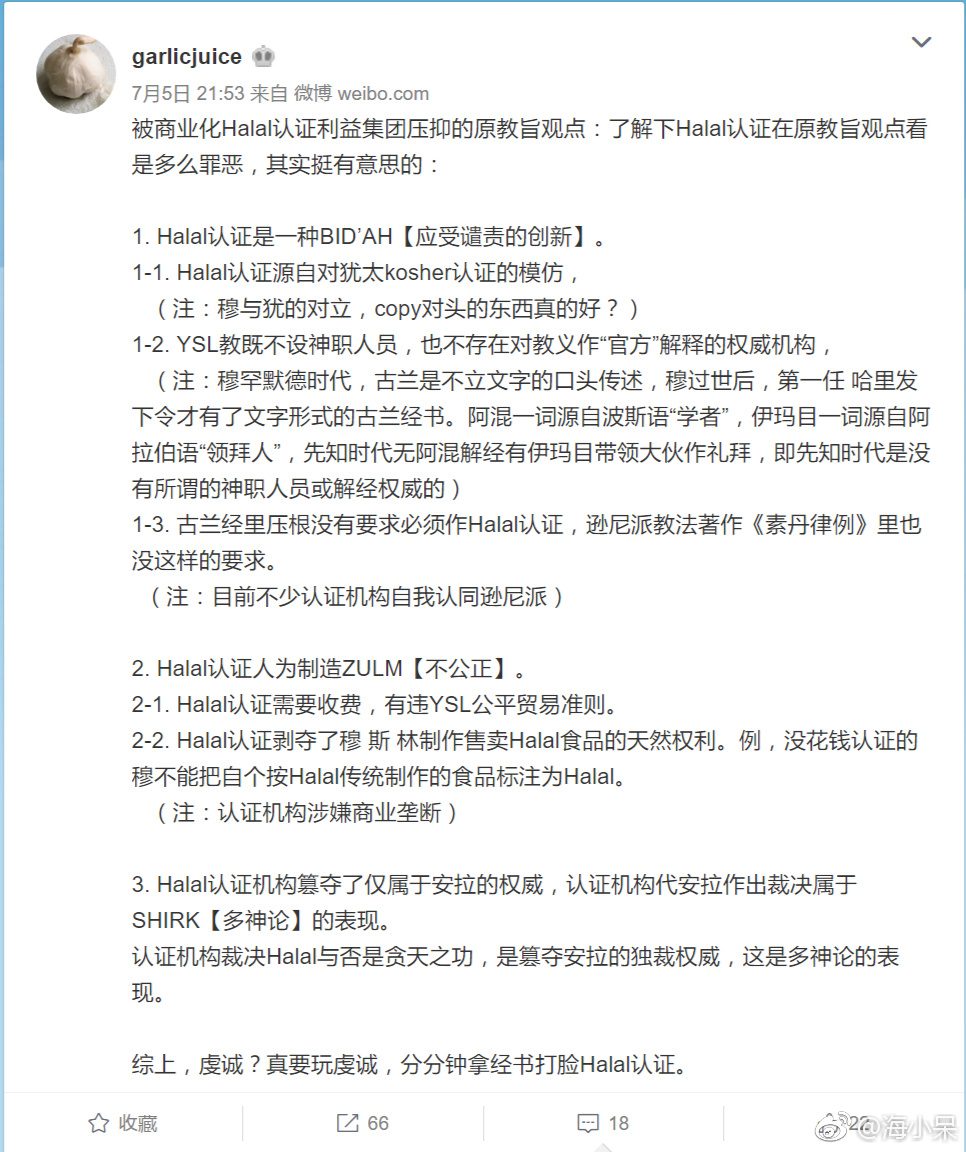 garlicjuice
7月5日 21:53 来自 微博 weibo.com
被商业化Halal认证利益集团压抑的原教旨观点：了解下Halal认证在原教旨观点看
是多么罪恶，其实挺有意思的：
1. Halal认证是一种BID’AH【应受谴责的创新】。
1-1. Halal认证源自对犹太kosher认证的模仿，
（注：穆与犹的对立，copy对头的东西真的好？）
1-2. YSL教既不设神职人员，也不存在对教义作“官方”解释的权威机构，
（注：穆罕默德时代，古兰是不立文字的口头传述，穆过世后，第一任 哈里发
下令才有了文字形式的古兰经书。阿混一词源自波斯语“学者”，伊玛目一词源自阿
拉伯语“领拜人”，先知时代无阿混解经有伊玛目带领大伙作礼拜，即先知时代是没
有所谓的神职人员或解经权威的）
1-3. 古兰经里压根没有要求必须作Halal认证，逊尼派教法著作《素丹律例》里也
没这样的要求。
（注：目前不少认证机构自我认同逊尼派）
2. Halal认证人为制造ZULM【不公正】。
2-1. Halal认证需要收费，有违YSL公平贸易准则。
2-2. Halal认证剥夺了穆 斯 林制作售卖Halal食品的天然权利。例，没花钱认证的
穆不能把自个按Halal传统制作的食品标注为Halal。
（注：认证机构涉嫌商业垄断）
3. Halal认证机构篡夺了仅属于安拉的权威，认证机构代安拉作出裁决属于
SHIRK【多神论】的表现。
认证机构裁决Halal与否是贪天之功，是篡夺安拉的独裁权威，这是多神论的表
现。
综上，虔诚？真要玩虔诚，分分钟拿经书打脸Halal认证。
收藏 66 18 22
@海小呆